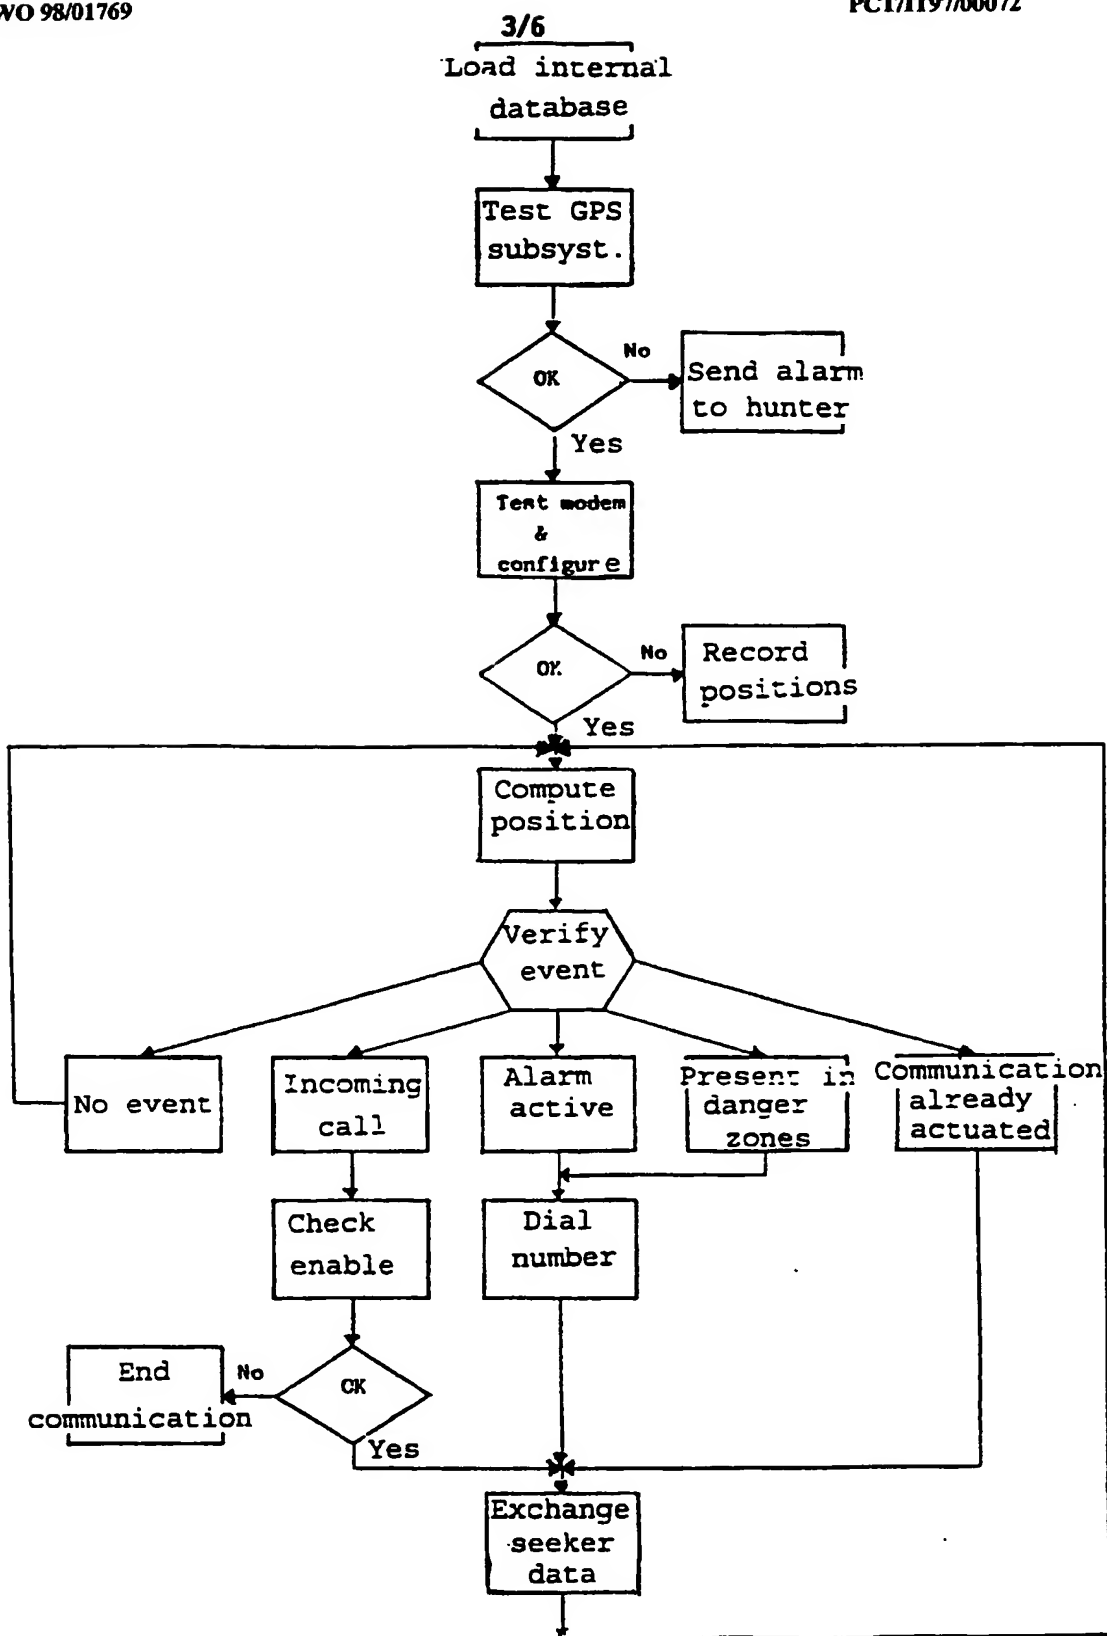 WO 98/01769
PCT/IT97/00072
3/6
Load internal
database
Test GPS
subsyst.
OK
No
Send alarm
to hunter
Yes
Test modem
&
configure
OK
No
Record
positions
Yes
Compute
position
Verify
event
No event
Incoming
call
Alarm
active
Present in
danger
zones
Communication
already
actuated
Check
enable
Dial
number
End
communication
No
OK
Yes
Exchange
seeker
data